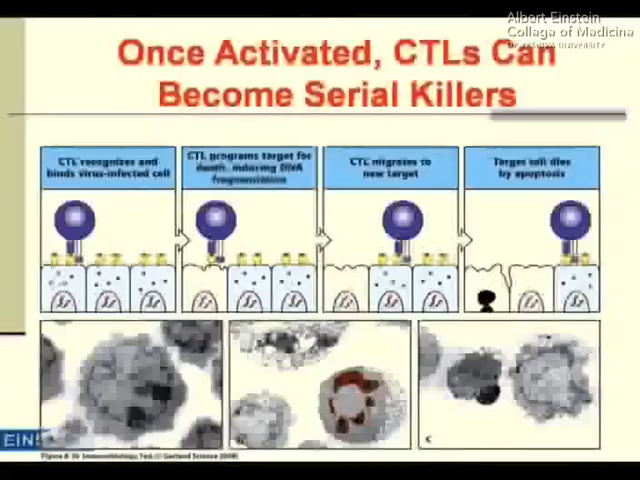 Albert Einstein
College of Medicine
OF YESHIVA UNIVERSITY
Once Activated, CTLs Can
Become Serial Killers
CTL recognizes and
binds virus-infected cell
CTL programs target for
death, inducing DNA
fragmentation
CTL migrates to
new target
Target cell dies
by apoptosis
EIN
c
Figure 8-36 Immunobiology, 7ed. (© Garland Science 2008)